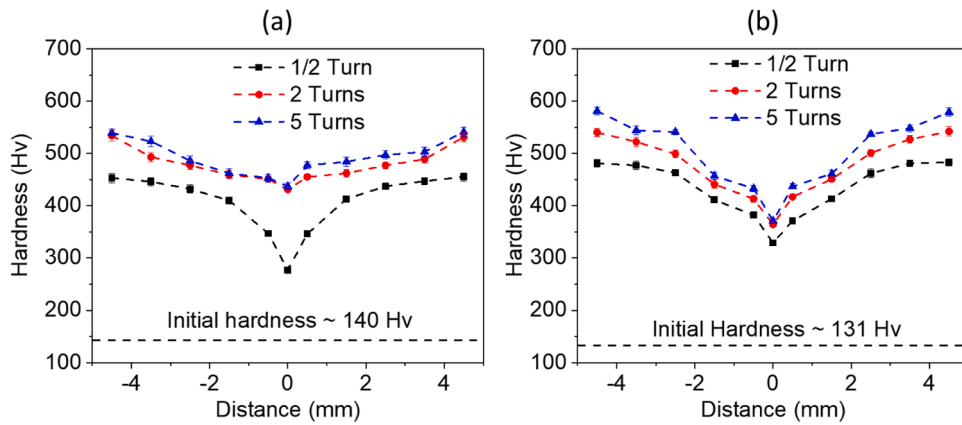 (a)
700
600
500
400
300
200
100
Hardness (Hv)
1/2 Turn
2 Turns
5 Turns
Initial hardness ~ 140 Hv
-4
-2
0
2
4
Distance (mm)
(b)
700
600
500
400
300
200
100
Hardness (Hv)
1/2 Turn
2 Turns
5 Turns
Initial Hardness ~ 131 Hv
-4
-2
0
2
4
Distance (mm)